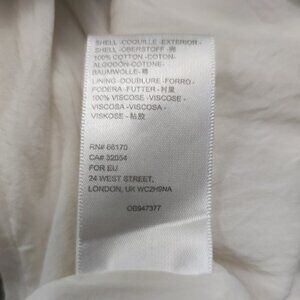 SHELL -COQUILLE -EXTERIOR -
SHELL -OBERSTOFF -
100% COTTON -COTON-
ALGODÓN-COTONE-
BAUMWOLLE- 棉
LINING -DOUBLURE -FORRO -
FODERA -FUTTER - 衬里
100% VISCOSE - VISCOSE -
VISCOSA -VISCOSA -
VISKOSE - 粘胶
RN# 66170
CA# 32054
FOR EU
24 WEST STREET,
LONDON, UK WC2H9NA
OB947377